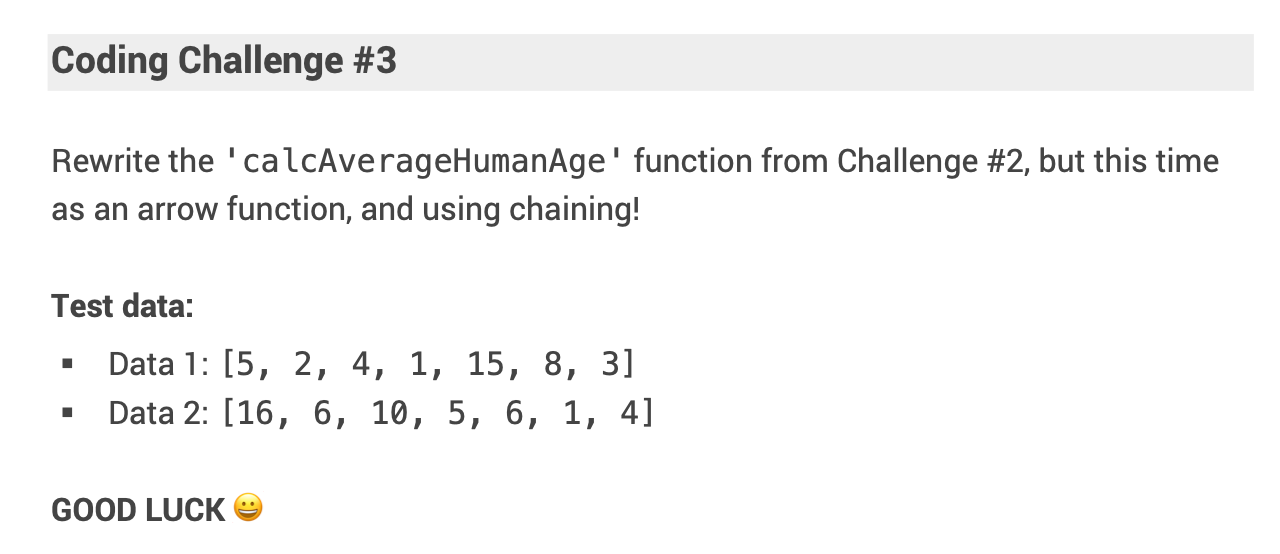 Coding Challenge #3
Rewrite the 'calcAverageHumanAge' function from Challenge #2, but this time
as an arrow function, and using chaining!
Test data:
▪ Data 1: [5, 2, 4, 1, 15, 8, 3]
▪ Data 2: [16, 6, 10, 5, 6, 1, 4]
GOOD LUCK 😀